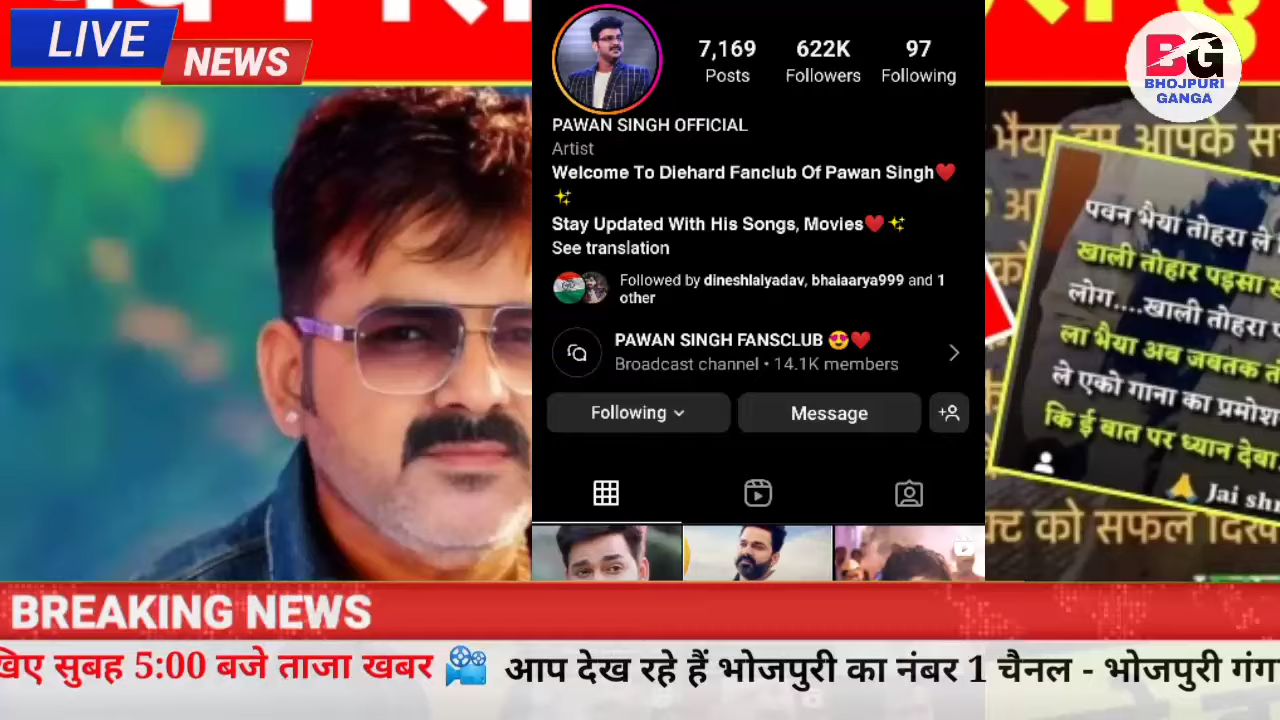 LIVE
NEWS
BG
BHOJPURI
GANGA
7,169
622K
97
Posts
Followers
Following
PAWAN SINGH OFFICIAL
Artist
Welcome To Diehard Fanclub Of Pawan Singh❤️
✨
Stay Updated With His Songs, Movies❤️✨
See translation
Followed by dineshlalyadav, bhaiaarya999 and 1
other
PAWAN SINGH FANSCLUB 😍❤️
Broadcast channel • 14.1K members
Following
Message
भैया हम आपके
पवन भैया तोहरा ले
खाली तोहार पइसा
लोग....खाली तोहरा
ला भैया अब जबतक
ले एको गाना का प्रमोश
कि ई बात पर ध्यान देबा
🙏 Jai
को सफल
BREAKING NEWS
सुबह 5:00 बजे ताजा खबर 🎥 आप देख रहे हैं भोजपुरी का नंबर 1 चैनल - भोजपुरी गंग